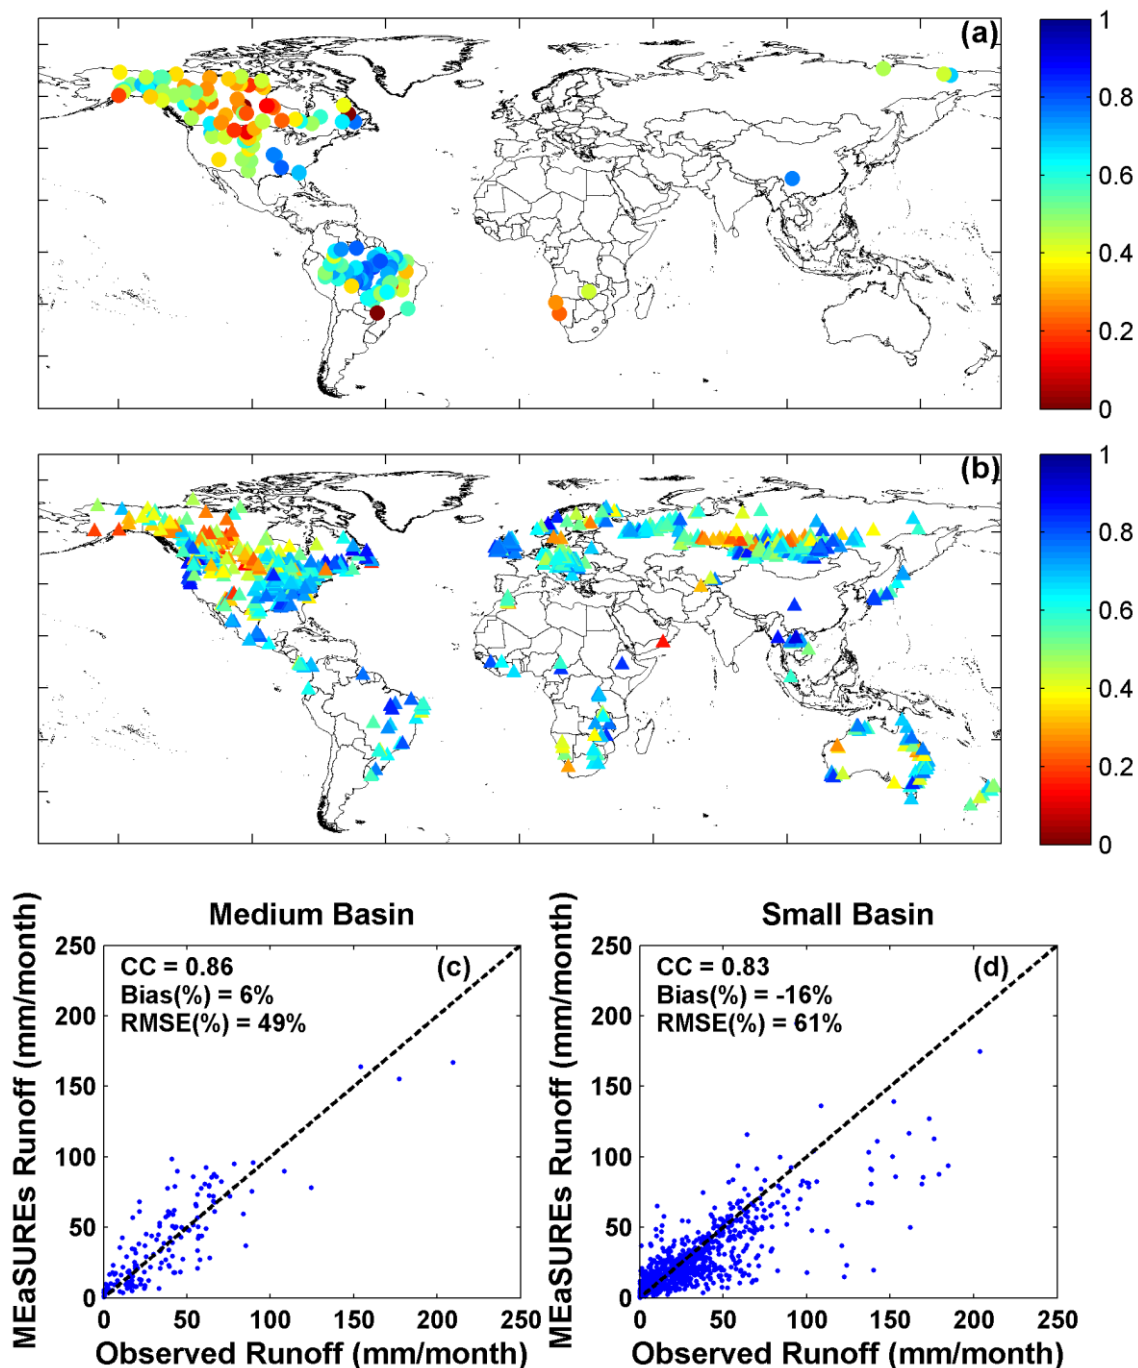 (a)
1
0.8
0.6
0.4
0.2
0
(b)
1
0.8
0.6
0.4
0.2
0
Medium Basin
MEaSUREs Runoff (mm/month)
250
200
150
100
50
0
CC = 0.86
Bias(%) = 6%
RMSE(%) = 49%
(c)
0 50 100 150 200 250
Observed Runoff (mm/month)
Small Basin
MEaSUREs Runoff (mm/month)
250
200
150
100
50
0
CC = 0.83
Bias(%) = -16%
RMSE(%) = 61%
(d)
0 50 100 150 200 250
Observed Runoff (mm/month)